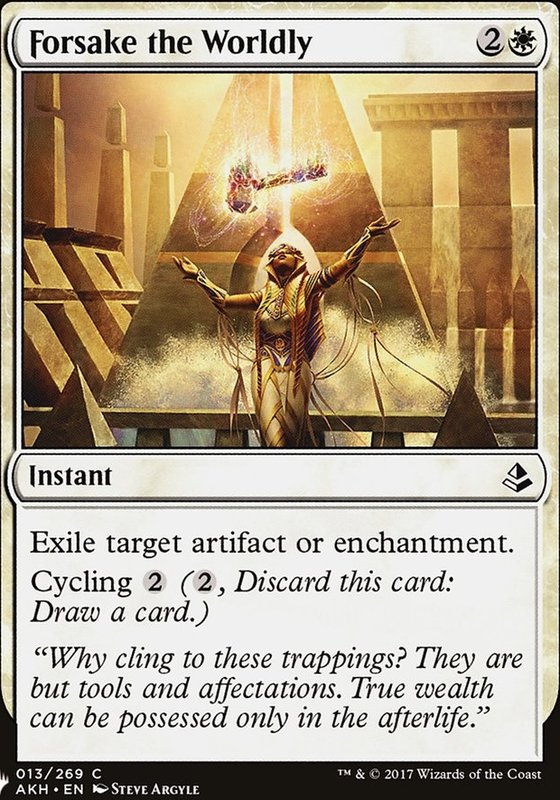 Forsake the Worldly 2
Instant
Exile target artifact or enchantment.
Cycling 2 (2, Discard this card:
Draw a card.)
“Why cling to these trappings? They are
but tools and affectations. True wealth
can be possessed only in the afterlife.”
013/269 C
AKH • EN Steve Argyle
™ & © 2017 Wizards of the Coast